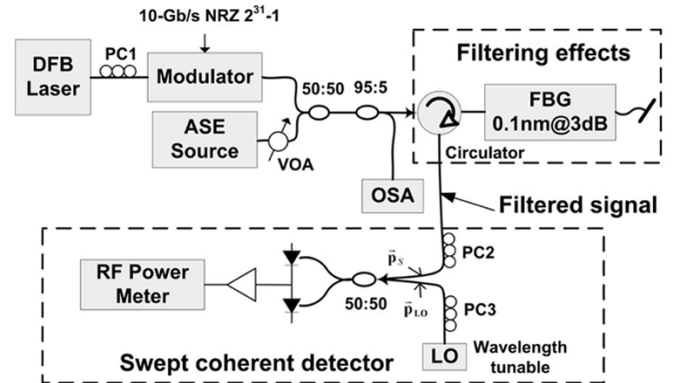 10-Gb/s NRZ 2³¹-1
DFB
Laser
PC1
Modulator
50:50
95:5
Filtering effects
FBG
0.1nm@3dB
ASE
Source
VOA
Circulator
OSA
Filtered signal
RF Power
Meter
50:50
p⃗S
PC2
p⃗LO
PC3
LO
Wavelength
tunable
Swept coherent detector